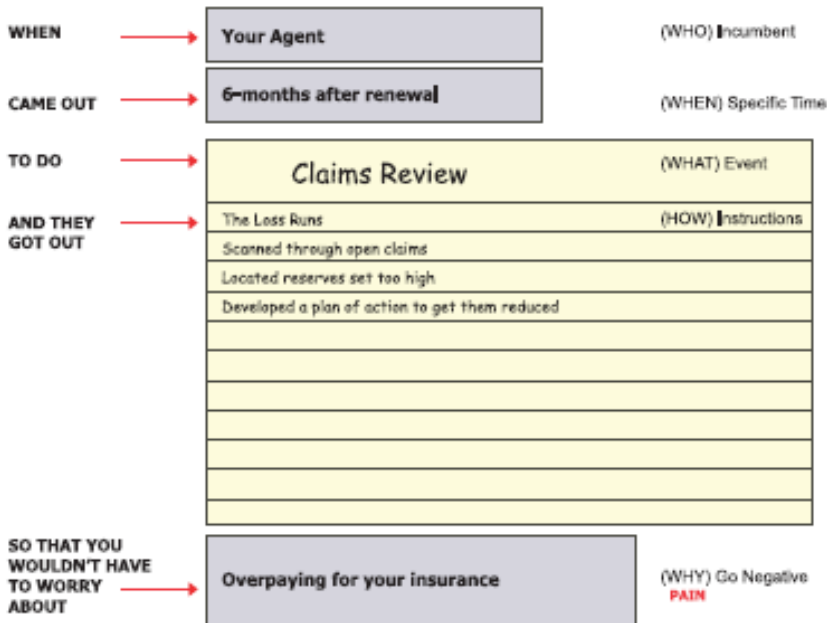 WHEN Your Agent (WHO) Incumbent
CAME OUT 6-months after renewal (WHEN) Specific Time
TO DO Claims Review (WHAT) Event
AND THEY The Loss Runs (HOW) Instructions
GOT OUT Scanned through open claims
Located reserves set too high
Developed a plan of action to get them reduced
SO THAT YOU
WOULDN'T HAVE
TO WORRY Overpaying for your insurance (WHY) Go Negative
ABOUT PAIN